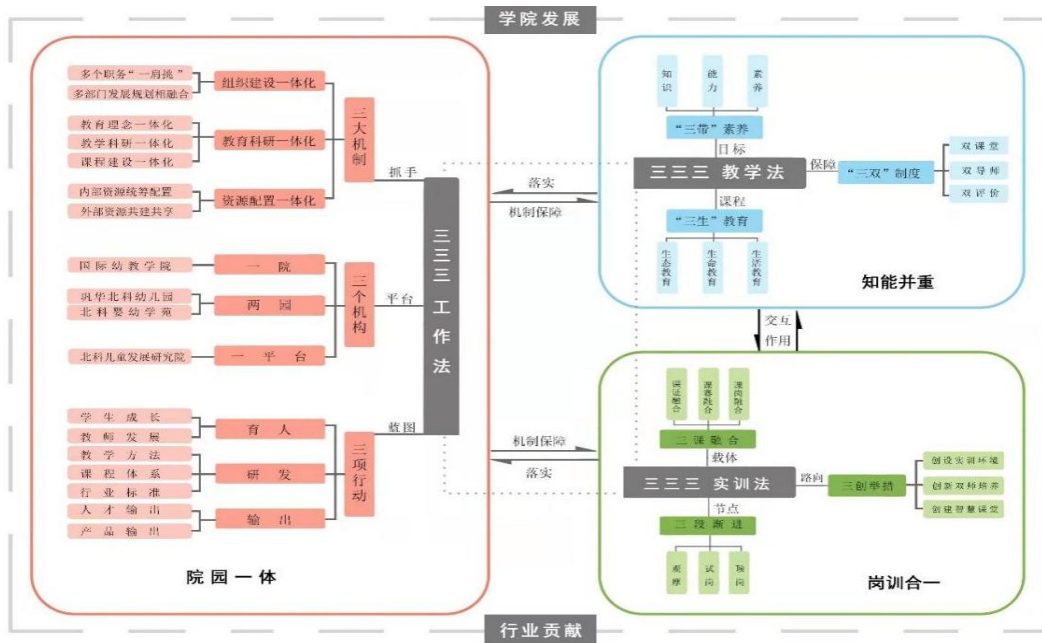 学院发展
多个职务“一肩挑”
多部门发展规划相融合
组织建设一体化
教育理念一体化
教学科研一体化
课程建设一体化
教育科研一体化
内部资源统筹配置
外部资源共建共享
资源配置一体化
三大机制
抓手
国际幼教学院
一院
巩华北科幼儿园
北科婴幼学苑
两园
北科儿童发展研究院
一平台
三个机构
平台
学生成长
教师发展
育人
教学方法
课程体系
行业标准
研发
人才输出
产品输出
输出
三项行动
蓝图
三三三 工作法
院园一体
落实
机制保障
机制保障
落实
知识
能力
素养
“三带”素养
目标
三三三 教学法
保障
“三双”制度
双课堂
双导师
双评价
课程
“三生”教育
生态教育
生命教育
生活教育
知能并重
交互
作用
课证融合
课赛融合
课岗融合
三课融合
载体
三三三 实训法
路向
三创举措
创设实训环境
创新双师培养
创建智慧课堂
节点
三段渐进
观摩
试岗
顶岗
岗训合一
行业贡献